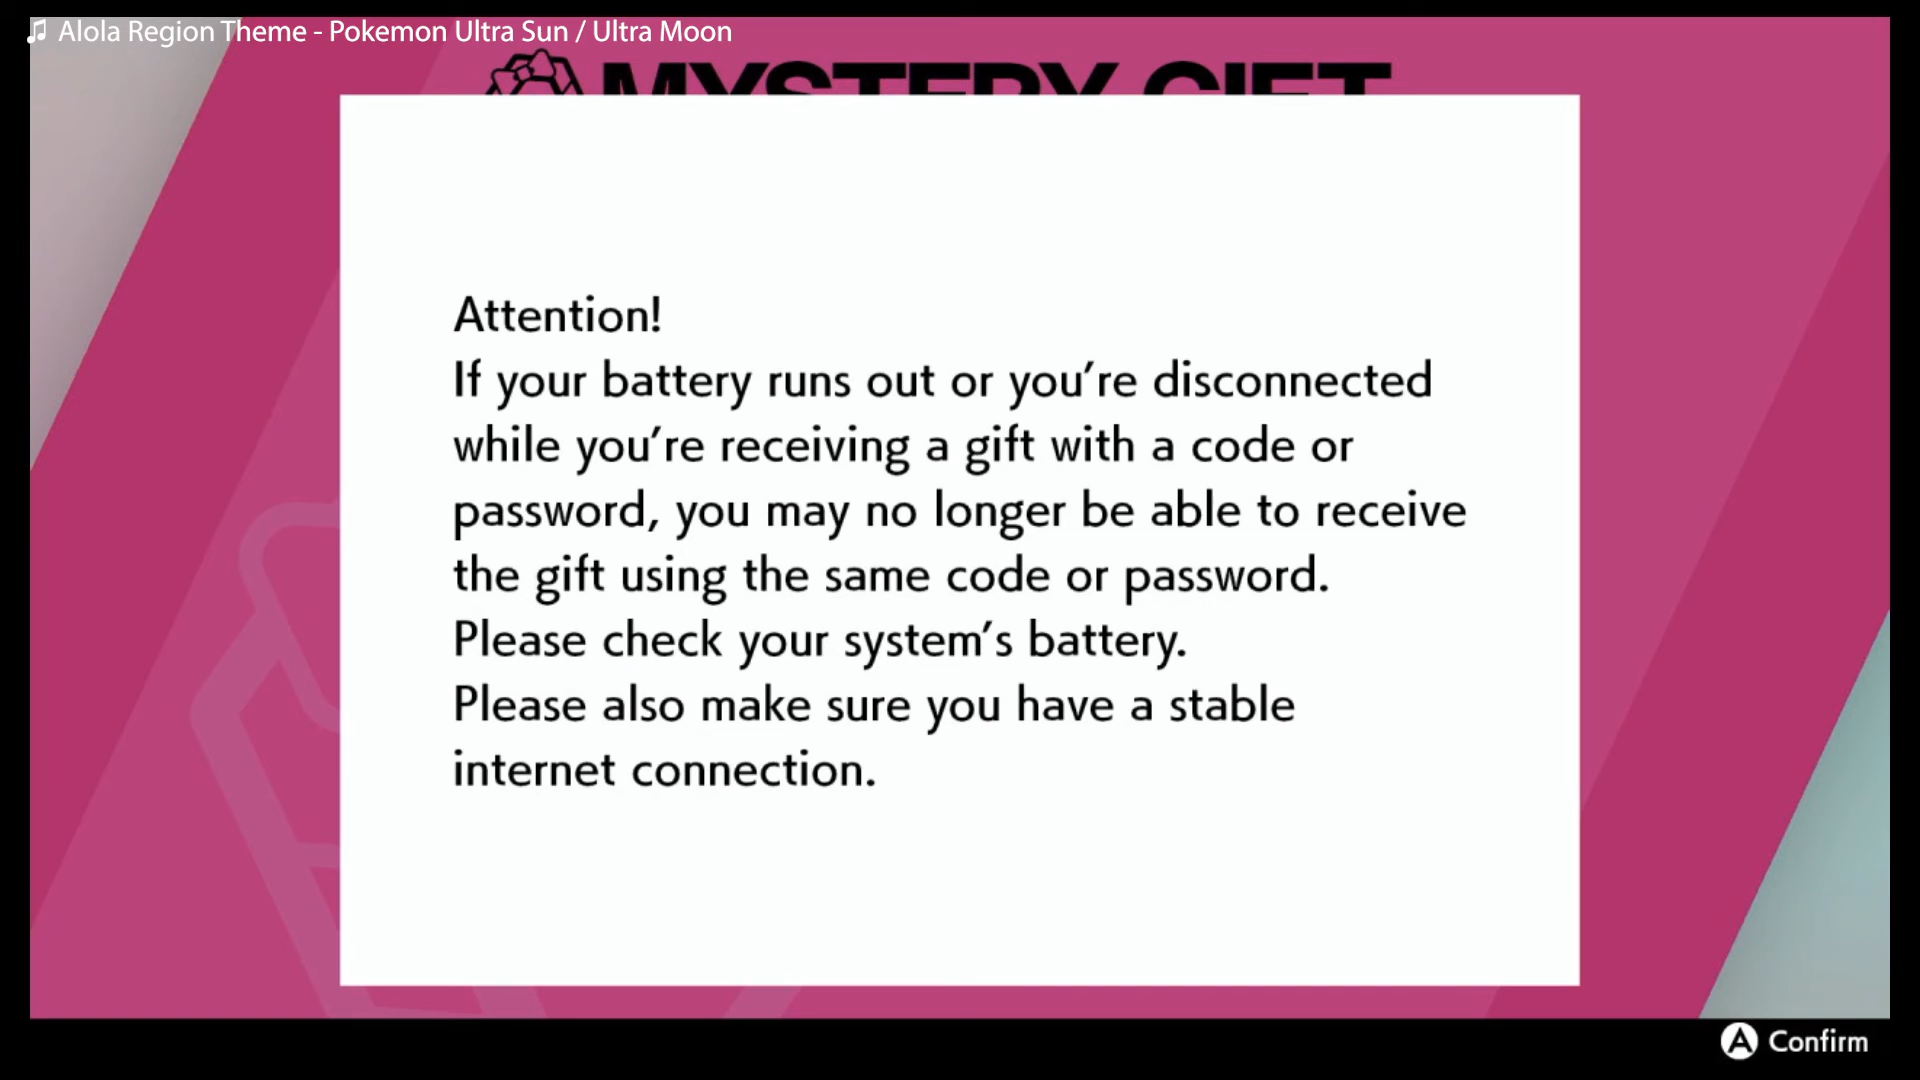 ♫ Alola Region Theme - Pokemon Ultra Sun / Ultra Moon
MYSTERY GIFT
Attention!
If your battery runs out or you’re disconnected
while you’re receiving a gift with a code or
password, you may no longer be able to receive
the gift using the same code or password.
Please check your system’s battery.
Please also make sure you have a stable
internet connection.
A Confirm